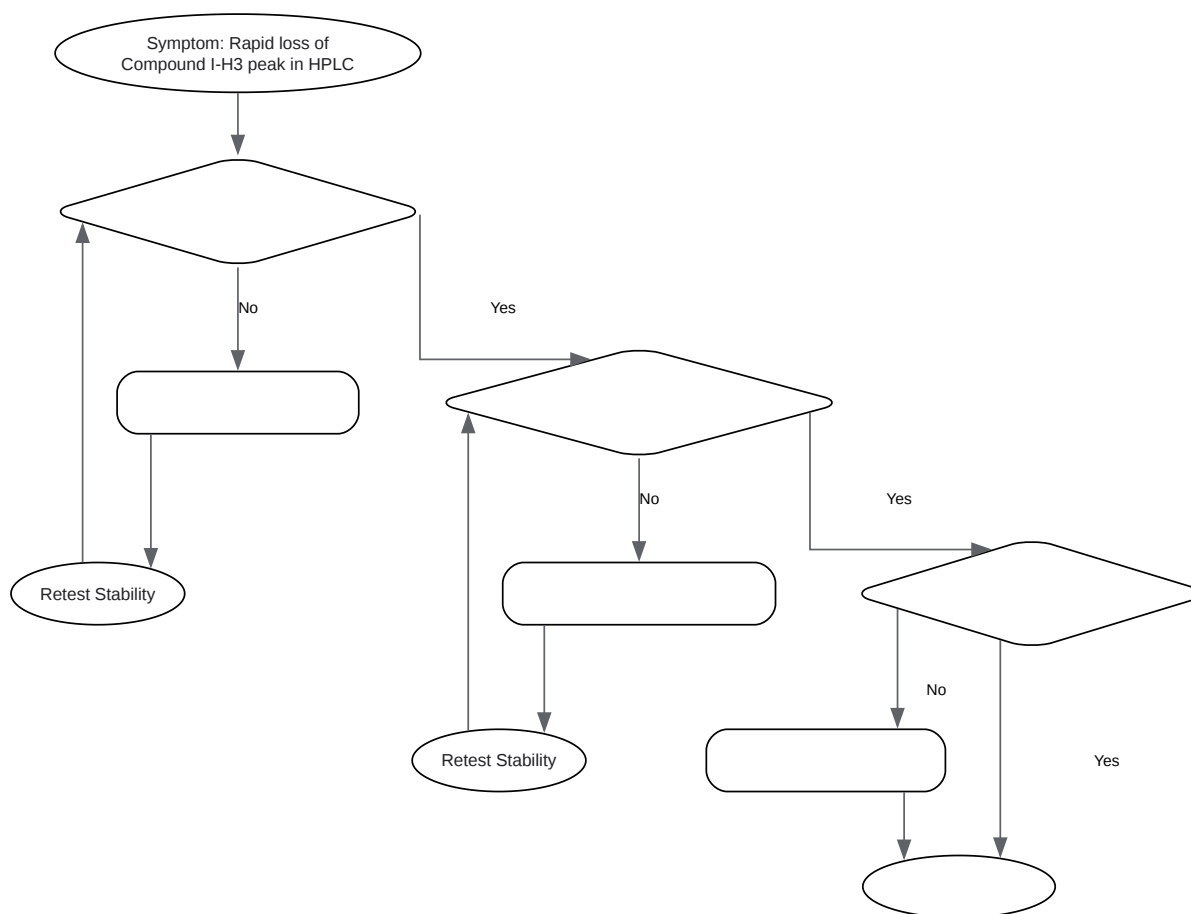 Symptom: Rapid loss of
Compound I-H3 peak in HPLC
No
Yes
No
Yes
Retest Stability
No
Retest Stability
Yes